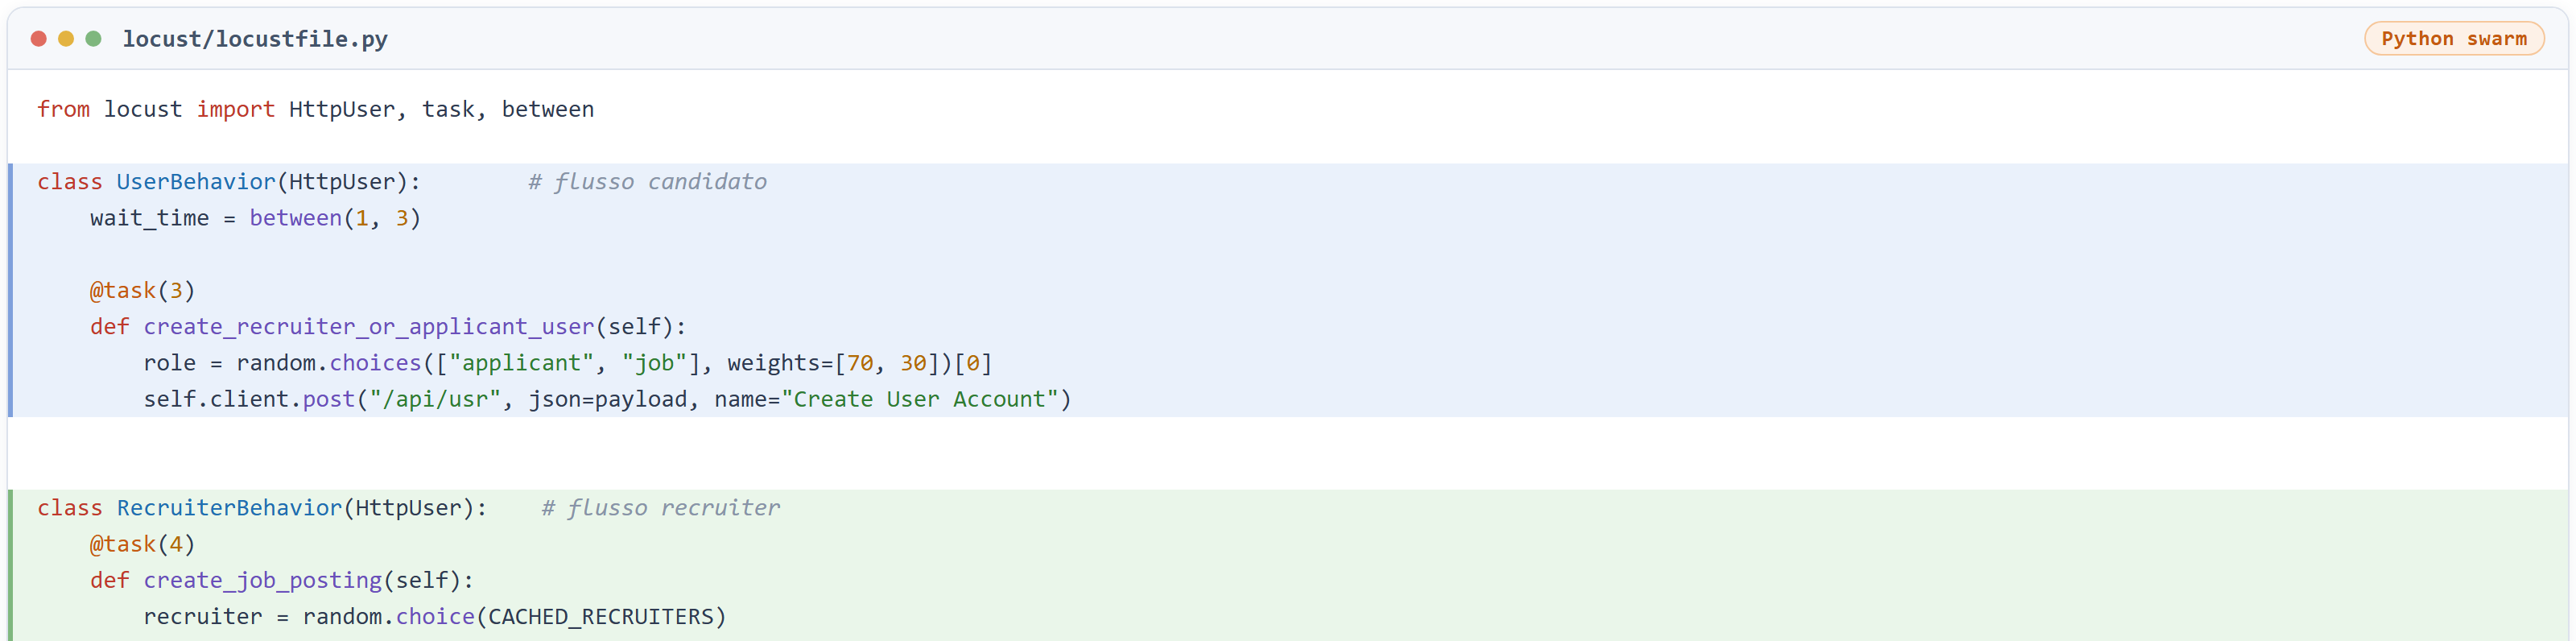 locust/locustfile.py
Python swarm
from locust import HttpUser, task, between
class UserBehavior(HttpUser):        # flusso candidato
    wait_time = between(1, 3)
    @task(3)
    def create_recruiter_or_applicant_user(self):
        role = random.choices(["applicant", "job"], weights=[70, 30])[0]
        self.client.post("/api/usr", json=payload, name="Create User Account")
class RecruiterBehavior(HttpUser):    # flusso recruiter
    @task(4)
    def create_job_posting(self):
        recruiter = random.choice(CACHED_RECRUITERS)